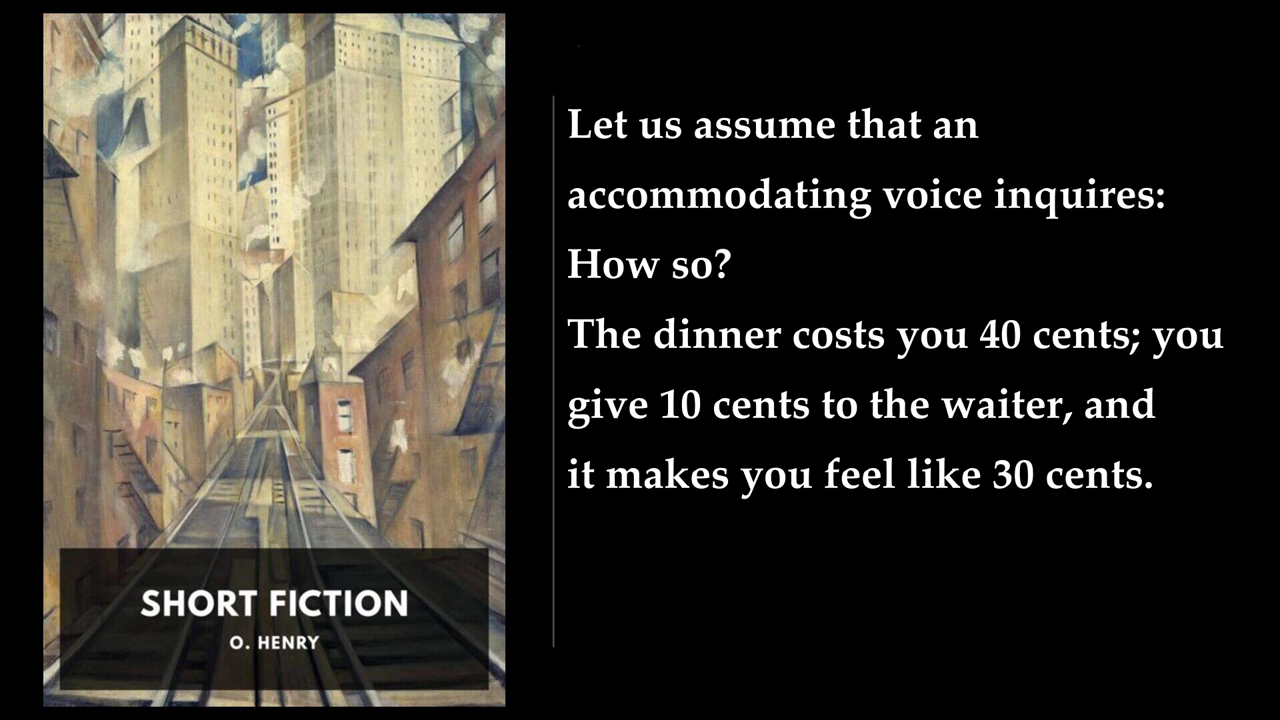 Let us assume that an
accommodating voice inquires:
How so?
The dinner costs you 40 cents; you
give 10 cents to the waiter, and
it makes you feel like 30 cents.
SHORT FICTION
O. HENRY